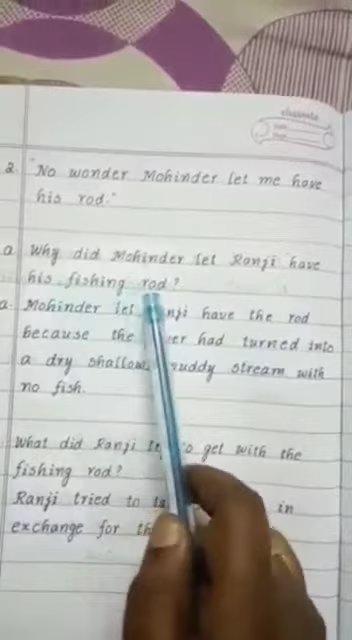 classmate
2. "No wonder Mohinder let me have
his rod."
a Why did Mohinder let Ranji have
his fishing rod?
a. Mohinder let have the rod
because the had turned into
a dry shallow, stream with
no fish.
What did Ranji to get with the
fishing rod?
Ranji tried to in
exchange for